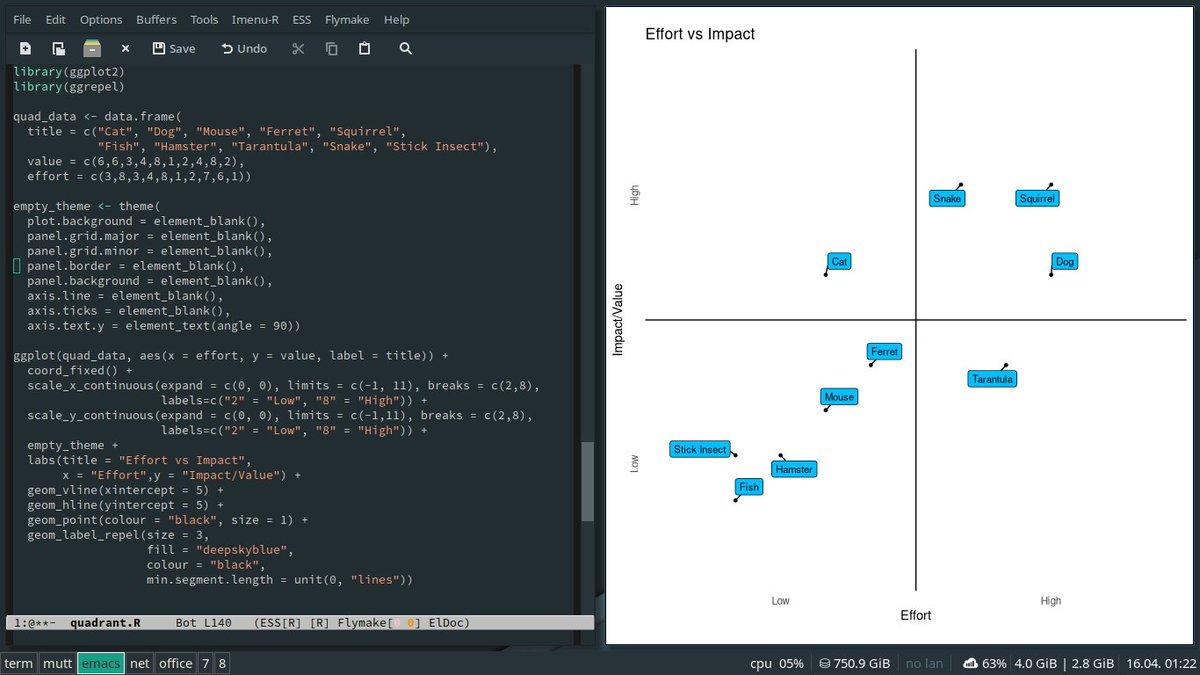 File Edit Options Buffers Tools Imenu-R ESS Flymake Help
Save Undo
library(ggplot2)
library(ggrepel)
quad_data <- data.frame(
title = c("Cat", "Dog", "Mouse", "Ferret", "Squirrel",
"Fish", "Hamster", "Tarantula", "Snake", "Stick Insect"),
value = c(6,6,3,4,8,1,2,4,8,2),
effort = c(3,8,3,4,8,1,2,7,6,1))
empty_theme <- theme(
plot.background = element_blank(),
panel.grid.major = element_blank(),
panel.grid.minor = element_blank(),
panel.border = element_blank(),
panel.background = element_blank(),
axis.line = element_blank(),
axis.ticks = element_blank(),
axis.text.y = element_text(angle = 90))
ggplot(quad_data, aes(x = effort, y = value, label = title)) +
coord_fixed() +
scale_x_continuous(expand = c(0, 0), limits = c(-1, 11), breaks = c(2,8),
labels=c("2" = "Low", "8" = "High")) +
scale_y_continuous(expand = c(0, 0), limits = c(-1,11), breaks = c(2,8),
labels=c("2" = "Low", "8" = "High")) +
empty_theme +
labs(title = "Effort vs Impact",
x = "Effort",y = "Impact/Value") +
geom_vline(xintercept = 5) +
geom_hline(yintercept = 5) +
geom_point(colour = "black", size = 1) +
geom_label_repel(size = 3,
fill = "deepskyblue",
colour = "black",
min.segment.length = unit(0, "lines"))
1:@**- quadrant.R Bot L140 (ESS[R] [R] Flymake[0 0] ElDoc)
Effort vs Impact
High
Snake Squirrel
Cat Dog
Impact/Value
Ferret
Tarantula
Mouse
Stick Insect
Low
Hamster
Fish
Low High
Effort
term mutt emacs net office 7 8
cpu 05% 750.9 GiB no lan 63% 4.0 GiB | 2.8 GiB 16.04. 01:22